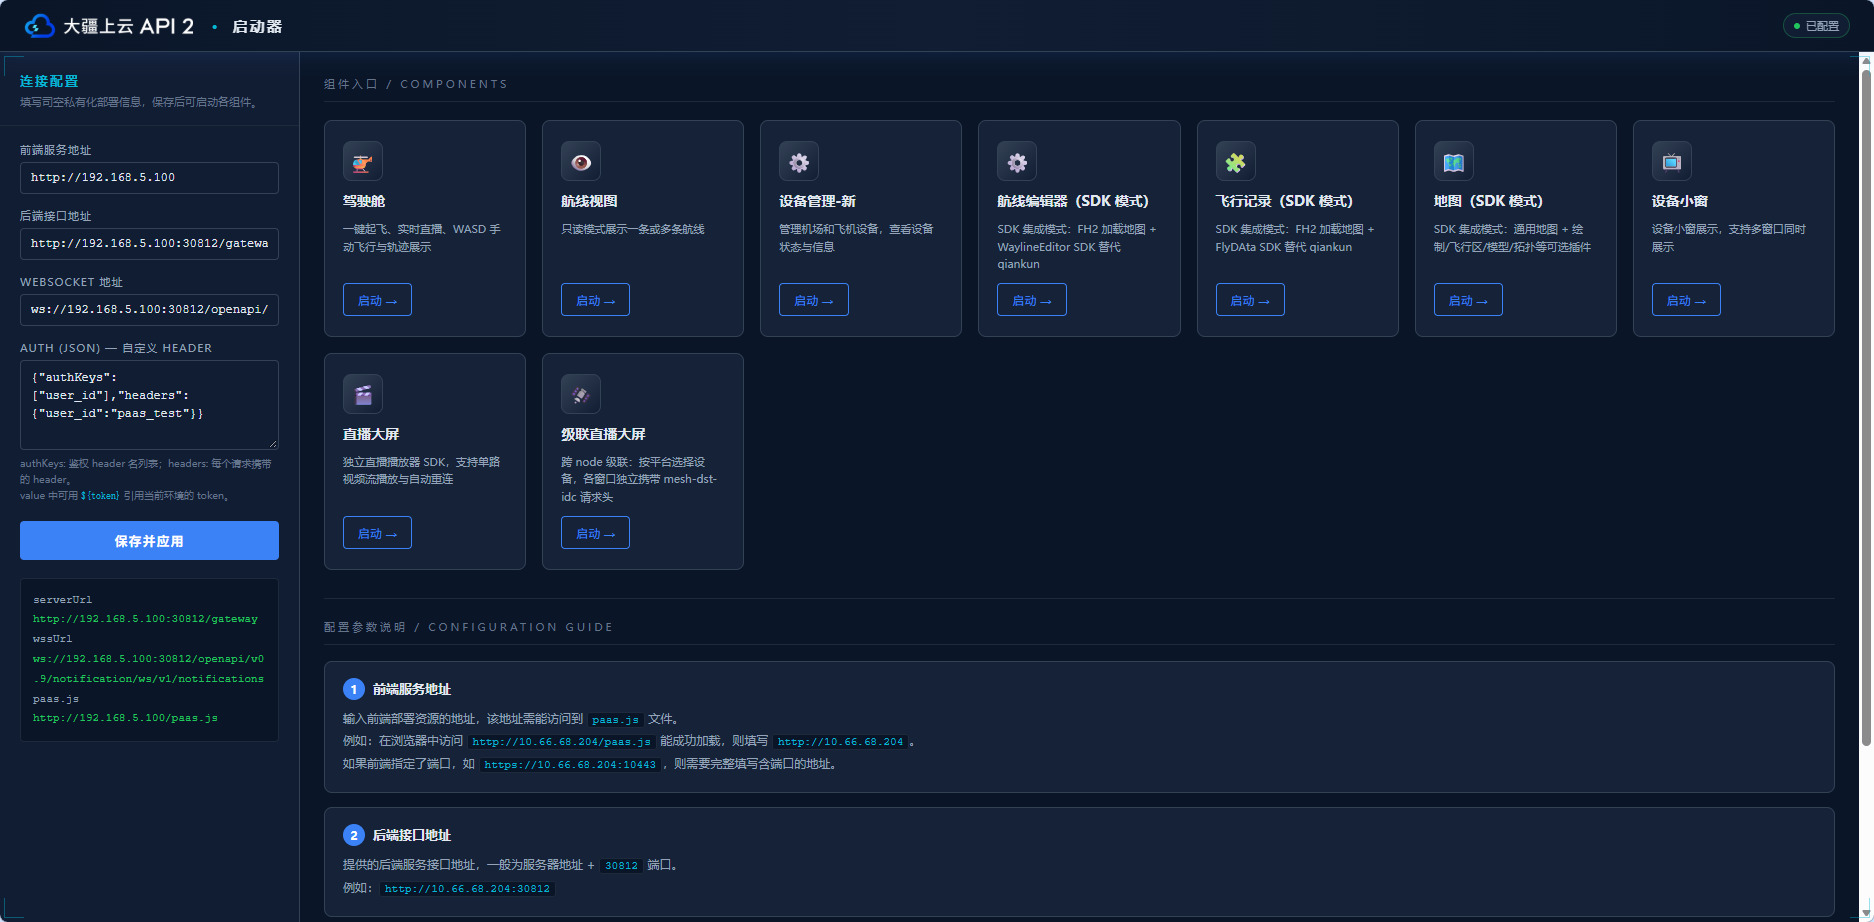 大疆上云 API 2 • 启动器
已配置
连接配置
填写司空私有化部署信息，保存后可启动各组件。
前端服务地址
http://192.168.5.100
后端接口地址
http://192.168.5.100:30812/gatewa
WEBSOCKET 地址
ws://192.168.5.100:30812/openapi/
AUTH (JSON) — 自定义 HEADER
{"authKeys":
["user_id"],"headers":
{"user_id":"paas_test"}}
authKeys: 鉴权 header 名列表；headers: 每个请求携带
的 header。
value 中可用 ${token} 引用当前环境的 token。
保存并应用
serverUrl
http://192.168.5.100:30812/gateway
wssUrl
ws://192.168.5.100:30812/openapi/v0
.9/notification/ws/v1/notifications
paas.js
http://192.168.5.100/paas.js
组件入口 / COMPONENTS
驾驶舱
一键起飞、实时直播、WASD 手
动飞行与轨迹展示
启动 →
航线视图
只读模式展示一条或多条航线
启动 →
设备管理-新
管理机场和飞机设备，查看设备
状态与信息
启动 →
航线编辑器（SDK 模式）
SDK 集成模式：FH2 加载地图 +
WaylineEditor SDK 替代
qiankun
启动 →
飞行记录（SDK 模式）
SDK 集成模式：FH2 加载地图 +
FlyDAta SDK 替代 qiankun
启动 →
地图（SDK 模式）
SDK 集成模式：通用地图 + 绘
制/飞行区/模型/拓扑等可选插件
启动 →
设备小窗
设备小窗展示，支持多窗口同时
展示
启动 →
直播大屏
独立直播播放器 SDK，支持单路
视频流播放与自动重连
启动 →
级联直播大屏
跨 node 级联：按平台选择设
备，各窗口独立携带 mesh-dst-
idc 请求头
启动 →
配置参数说明 / CONFIGURATION GUIDE
1 前端服务地址
输入前端部署资源的地址，该地址需能访问到 paas.js 文件。
例如：在浏览器中访问 http://10.66.68.204/paas.js 能成功加载，则填写 http://10.66.68.204 。
如果前端指定了端口，如 https://10.66.68.204:10443 ，则需要完整填写含端口的地址。
2 后端接口地址
提供的后端服务接口地址，一般为服务器地址 + 30812 端口。
例如： http://10.66.68.204:30812